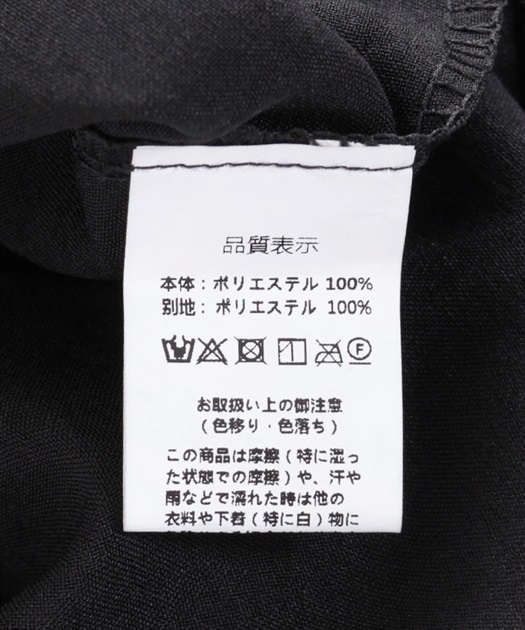 品質表示
本体：ポリエステル 100%
別地：ポリエステル 100%
F
お取扱い上の御注意
（色移り・色落ち）
この商品は摩擦（特に湿っ
た状態での摩擦）や、汗や
雨などで濡れた時は他の
衣料や下着（特に白）物に